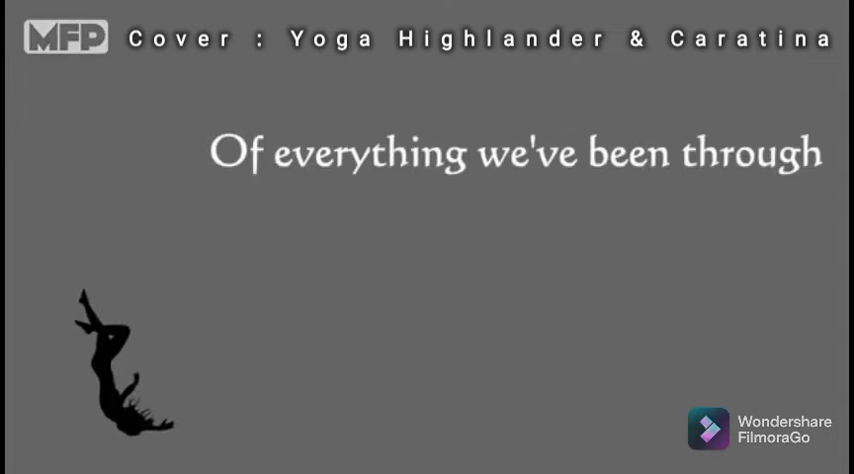 MFP Cover : Yoga Highlander & Caratina
Of everything we've been through
Wondershare
FilmoraGo